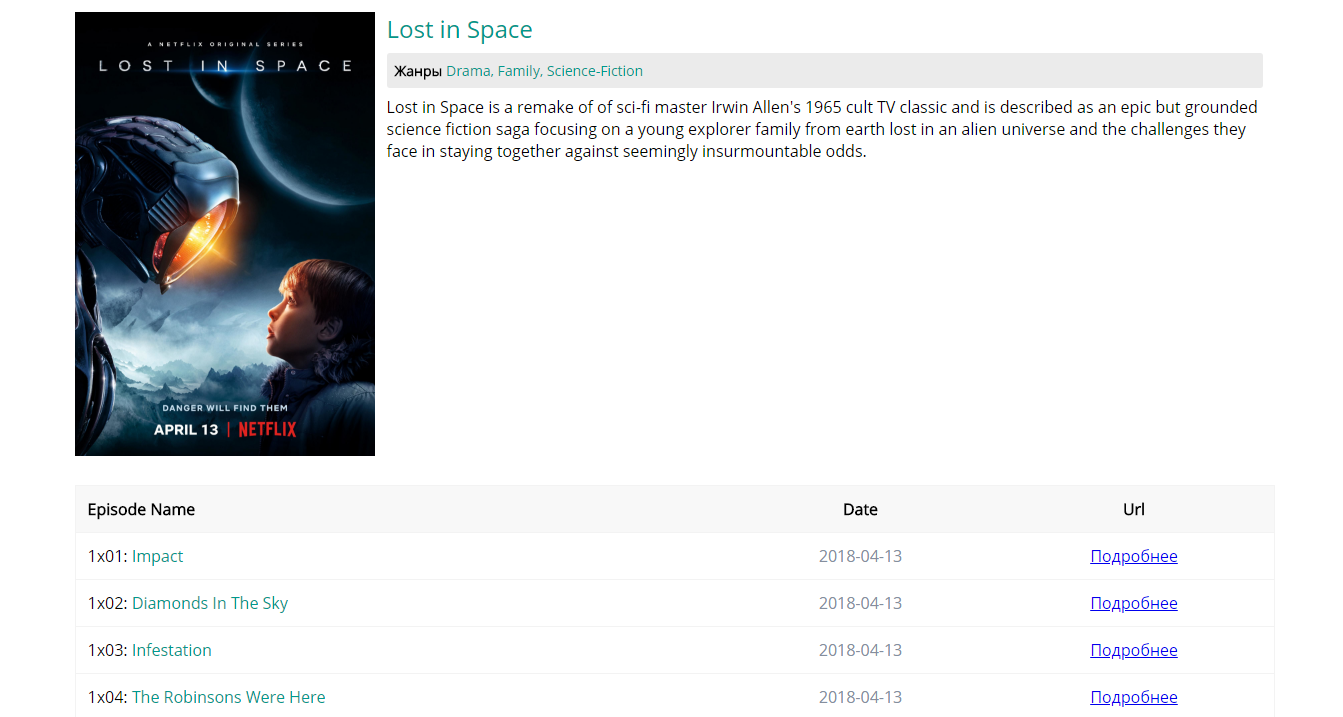 A NETFLIX ORIGINAL SERIES
LOST IN SPACE
DANGER WILL FIND THEM
APRIL 13 | NETFLIX
Lost in Space
Жанры Drama, Family, Science-Fiction
Lost in Space is a remake of of sci-fi master Irwin Allen's 1965 cult TV classic and is described as an epic but grounded
science fiction saga focusing on a young explorer family from earth lost in an alien universe and the challenges they
face in staying together against seemingly insurmountable odds.
Episode Name Date Url
1x01: Impact 2018-04-13 Подробнее
1x02: Diamonds In The Sky 2018-04-13 Подробнее
1x03: Infestation 2018-04-13 Подробнее
1x04: The Robinsons Were Here 2018-04-13 Подробнее